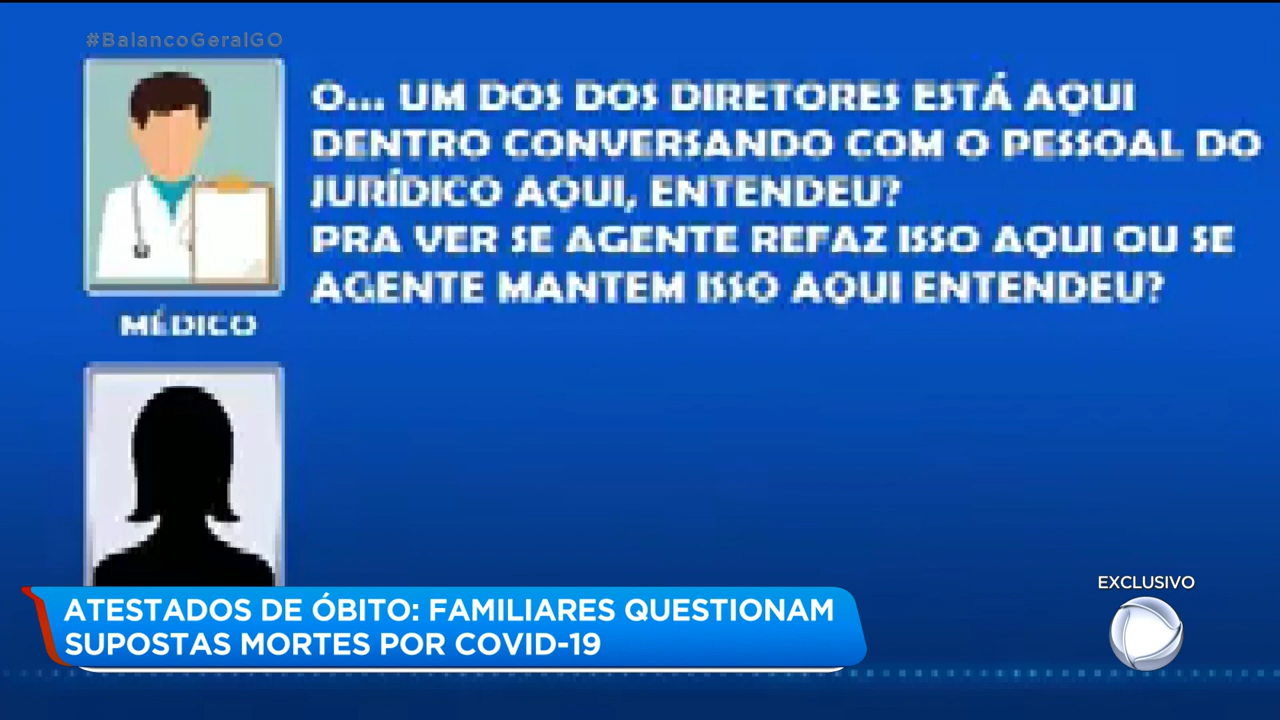 #BalancoGeralGO
O... UM DOS DOS DIRETORES ESTÁ AQUI
DENTRO CONVERSANDO COM O PESSOAL DO
JURÍDICO AQUI, ENTENDEU?
PRA VER SE AGENTE REFAZ ISSO AQUI OU SE
AGENTE MANTEM ISSO AQUI ENTENDEU?
MÉDICO
EXCLUSIVO
ATESTADOS DE ÓBITO: FAMILIARES QUESTIONAM
SUPOSTAS MORTES POR COVID-19